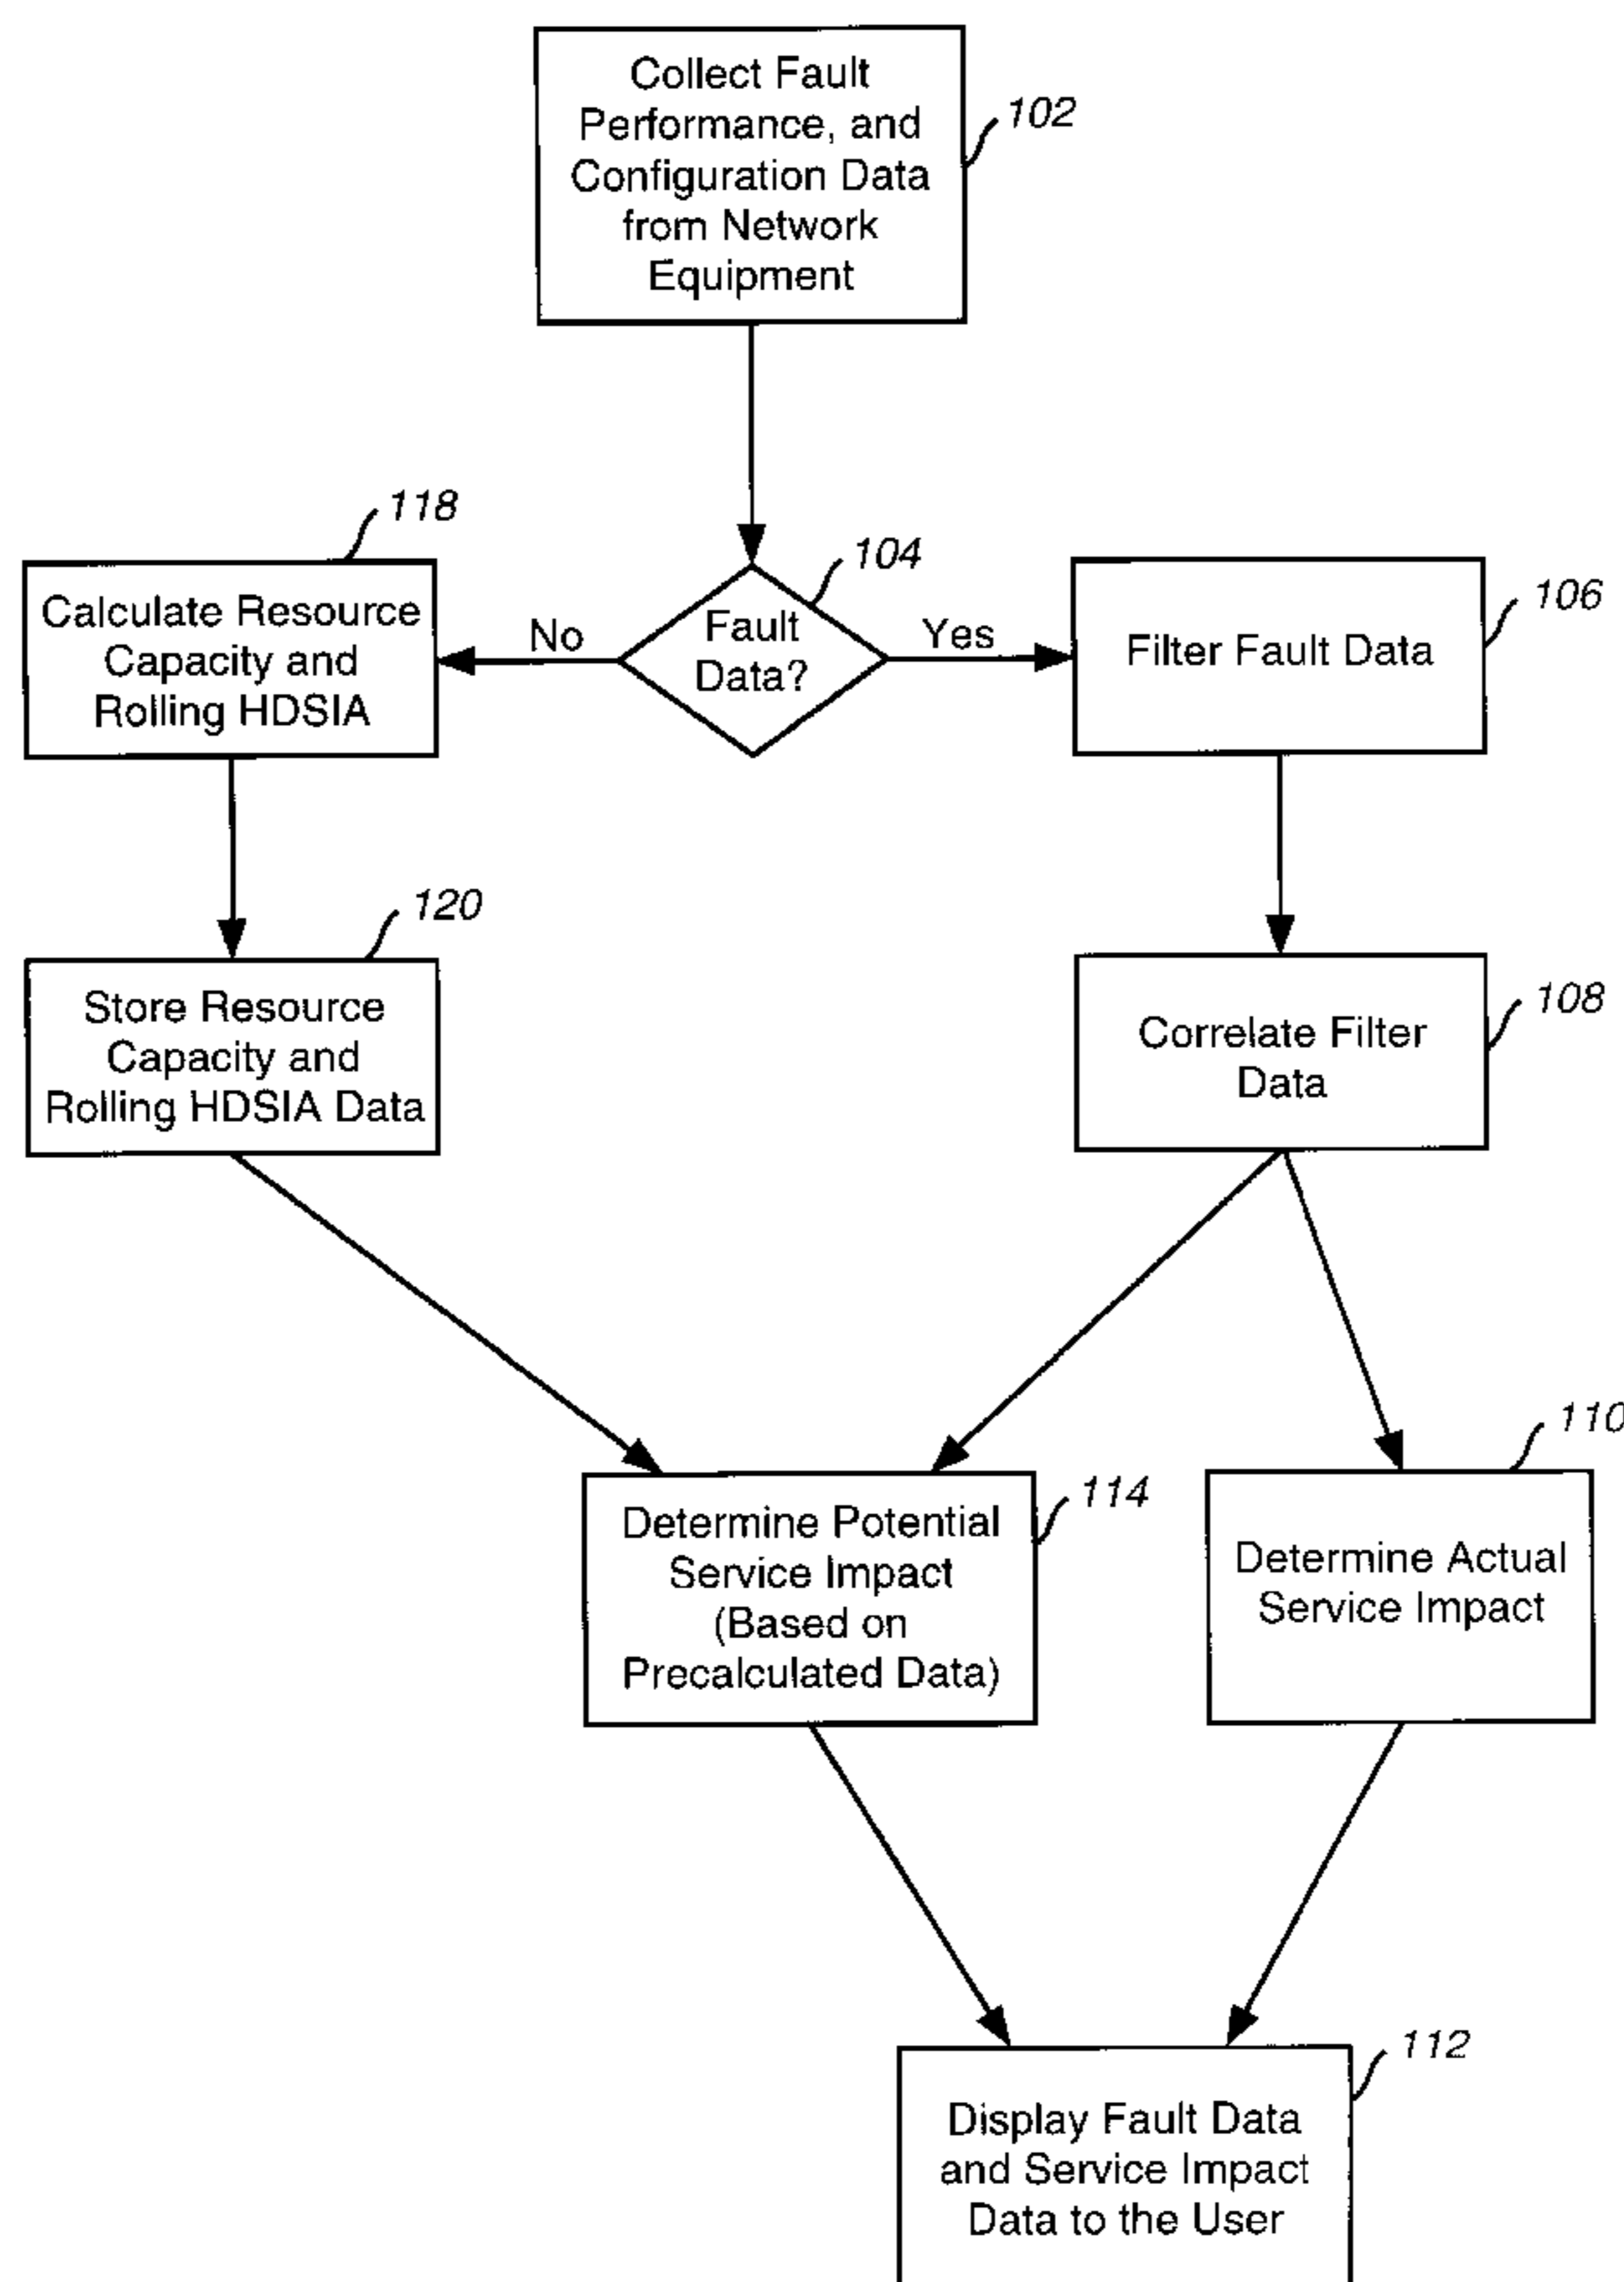 Collect Fault
Performance, and
Configuration Data
from Network
Equipment
102
118
104
Calculate Resource
Capacity and
Rolling HDSIA
No
Fault
Data?
Yes
Filter Fault Data
106
120
Store Resource
Capacity and
Rolling HDSIA Data
Correlate Filter
Data
108
110
114
Determine Potential
Service Impact
(Based on
Precalculated Data)
Determine Actual
Service Impact
112
Display Fault Data
and Service Impact
Data to the User